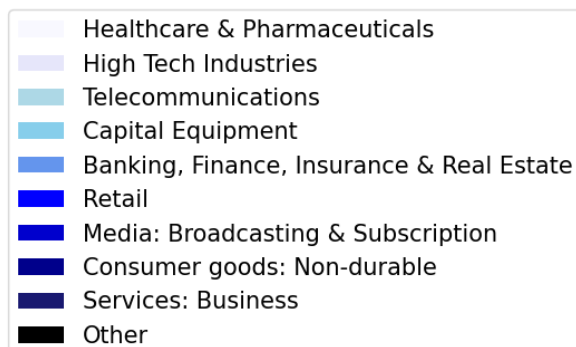 Healthcare & Pharmaceuticals
High Tech Industries
Telecommunications
Capital Equipment
Banking, Finance, Insurance & Real Estate
Retail
Media: Broadcasting & Subscription
Consumer goods: Non-durable
Services: Business
Other